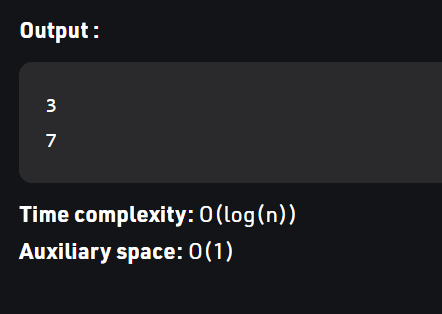 Output :
3
7
Time complexity: O(log(n))
Auxiliary space: O(1)